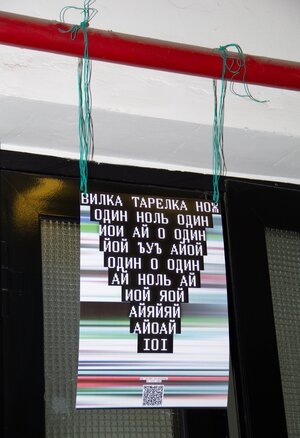 ВИЛКА ТАРЕЛКА НОЖ
ОДИН НОЛЬ ОДИН
ЙОИ АЙ О ОДИН
ЙОЙ ЪУЪ АЙОЙ
ОДИН О ОДИН
АЙ НОЛЬ АЙ
ИОЙ ЯОЙ
АЙЯЙЯЙ
АЙОАЙ
IOI